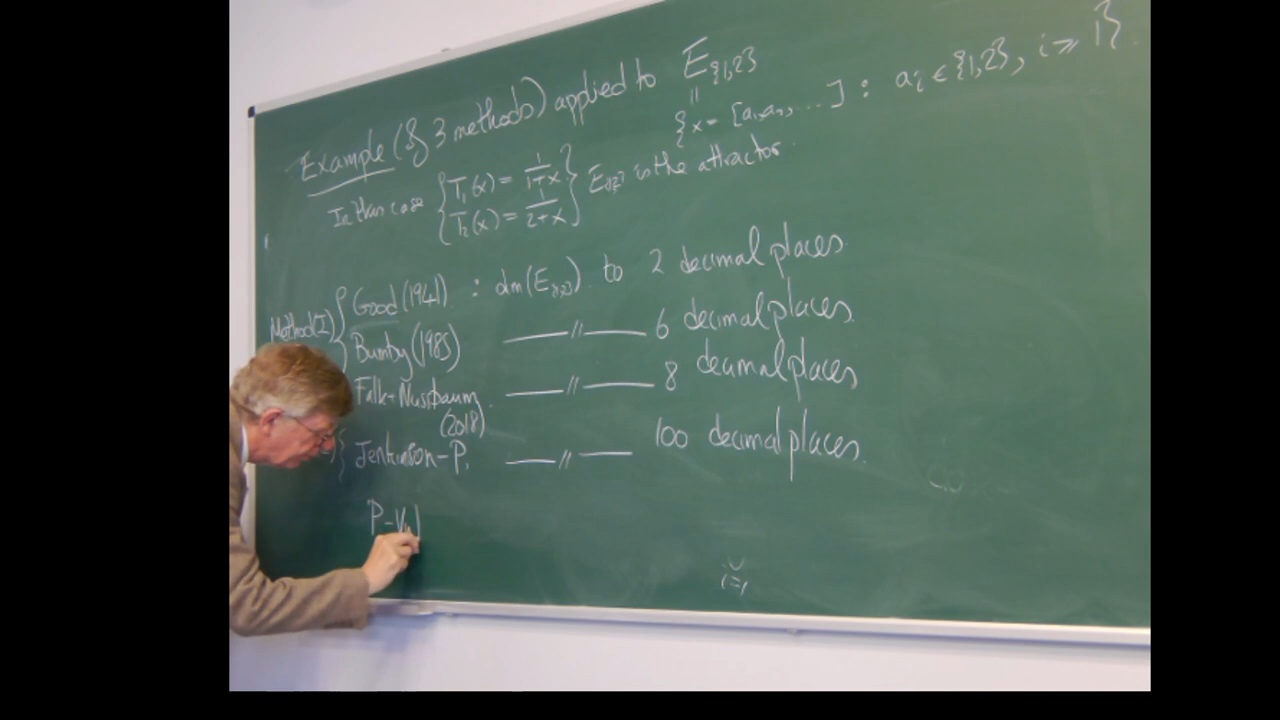 Example (of 3 methods) applied to E{1,2}
||
{x = [a1,a2,...] : ai ∈ {1,2}, i ≥ 1}.
In this case { T1(x) = 1/(1+x)
T2(x) = 1/(2+x) } E{1,2} is the attractor.
Method(I) { Good (1941) : dim(E{1,2}) to 2 decimal places.
Bumby (1985) —— // —— 6 decimal places.
Falk+Nussbaum (2018) —— // —— 8 decimal places
{ Jenkinson-P. —— // —— 100 decimal places.
P-V
i=1